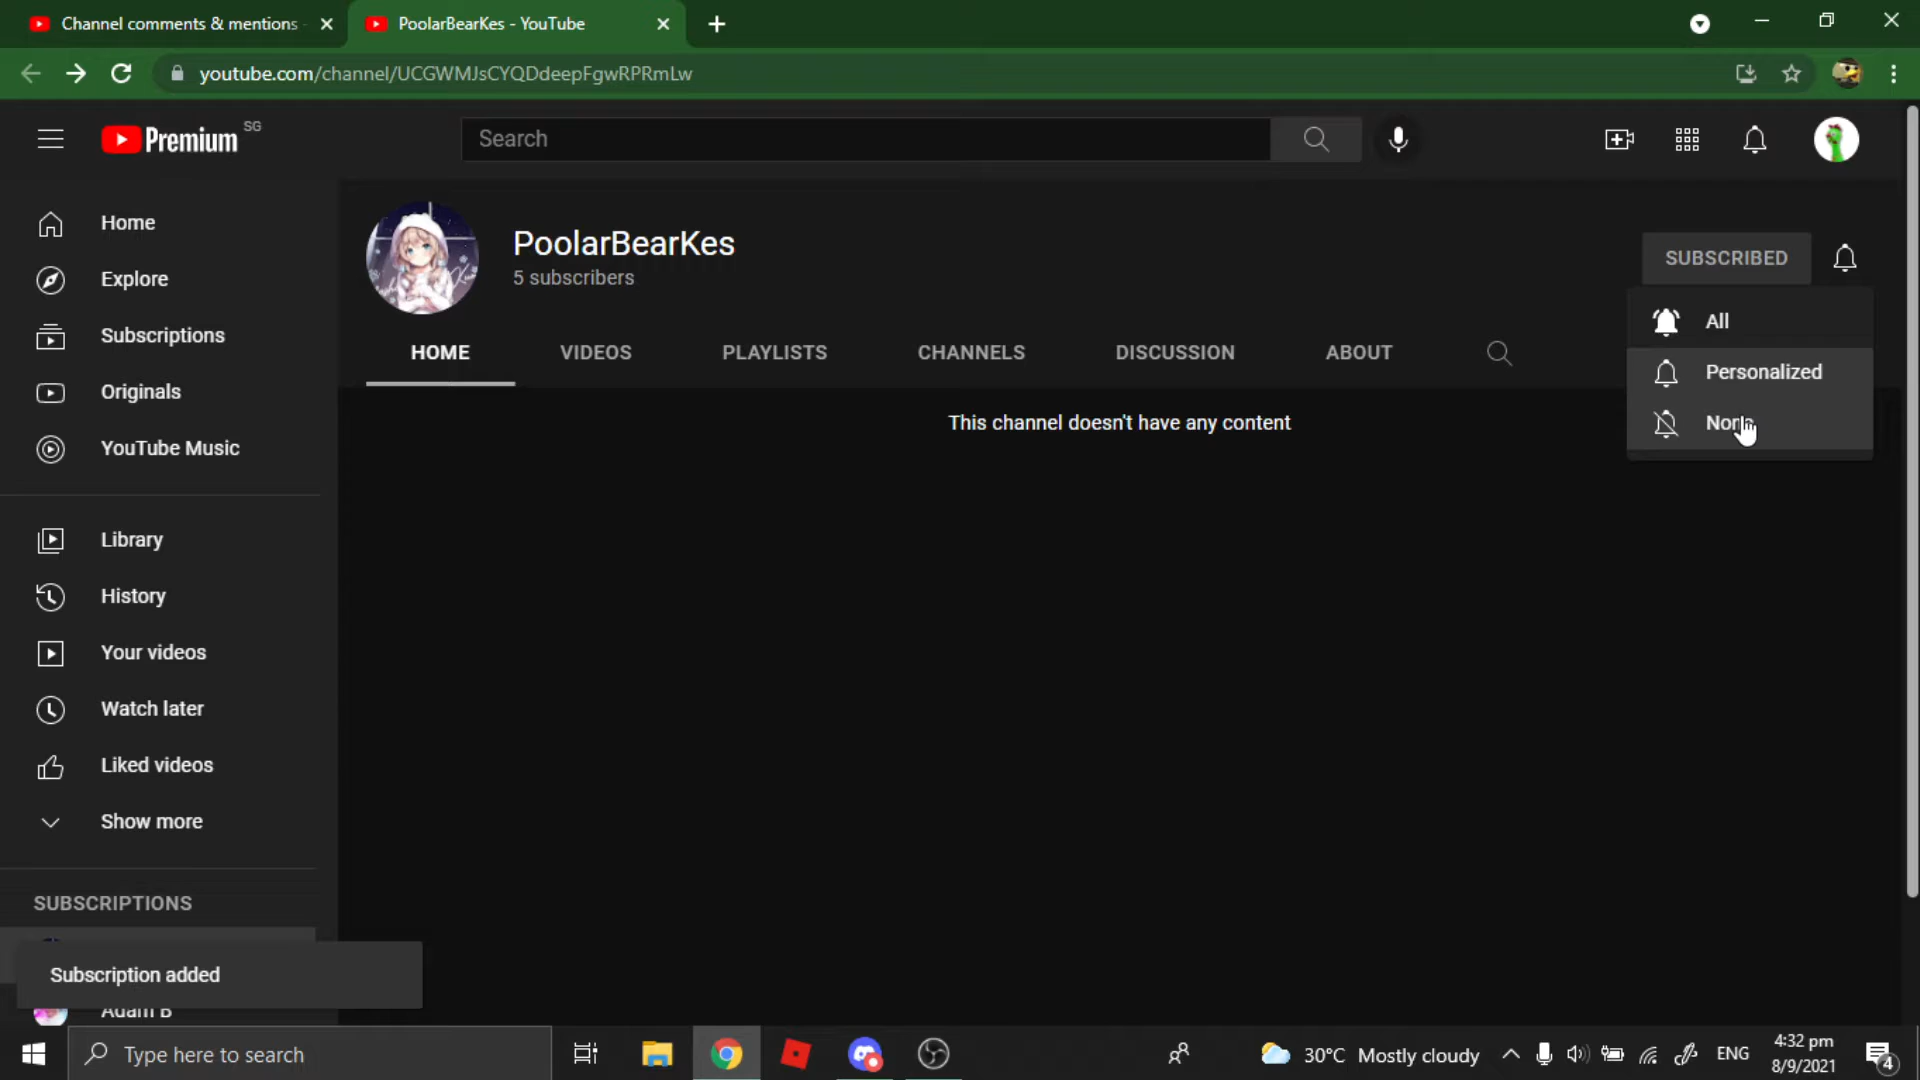 Channel comments & mentions
PoolarBearKes - YouTube
youtube.com/channel/UCGWMJsCYQDdeepFgwRPRmLw
Premium SG
Search
Home
Explore
Subscriptions
Originals
YouTube Music
Library
History
Your videos
Watch later
Liked videos
Show more
SUBSCRIPTIONS
Adam B
Subscription added
PoolarBearKes
5 subscribers
SUBSCRIBED
All
Personalized
None
HOME VIDEOS PLAYLISTS CHANNELS DISCUSSION ABOUT
This channel doesn't have any content
Type here to search
30°C Mostly cloudy
ENG
4:32 pm
8/9/2021
4